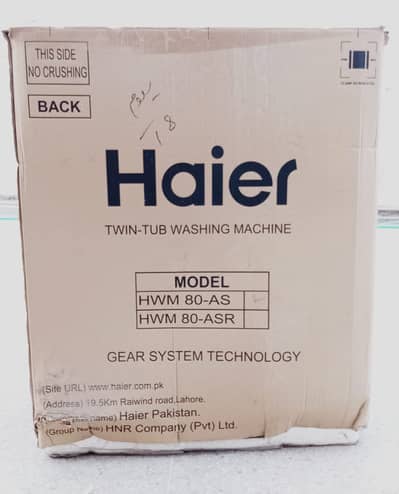 THIS SIDE
NO CRUSHING
BACK
18
Haier
TWIN-TUB WASHING MACHINE
MODEL
HWM 80-AS
HWM 80-ASR
GEAR SYSTEM TECHNOLOGY
(Site URL) www.haier.com.pk
(Address) 19.5Km Raiwind road,Lahore.
Haier Pakistan.
(Group Name) HNR Company (Pvt) Ltd.